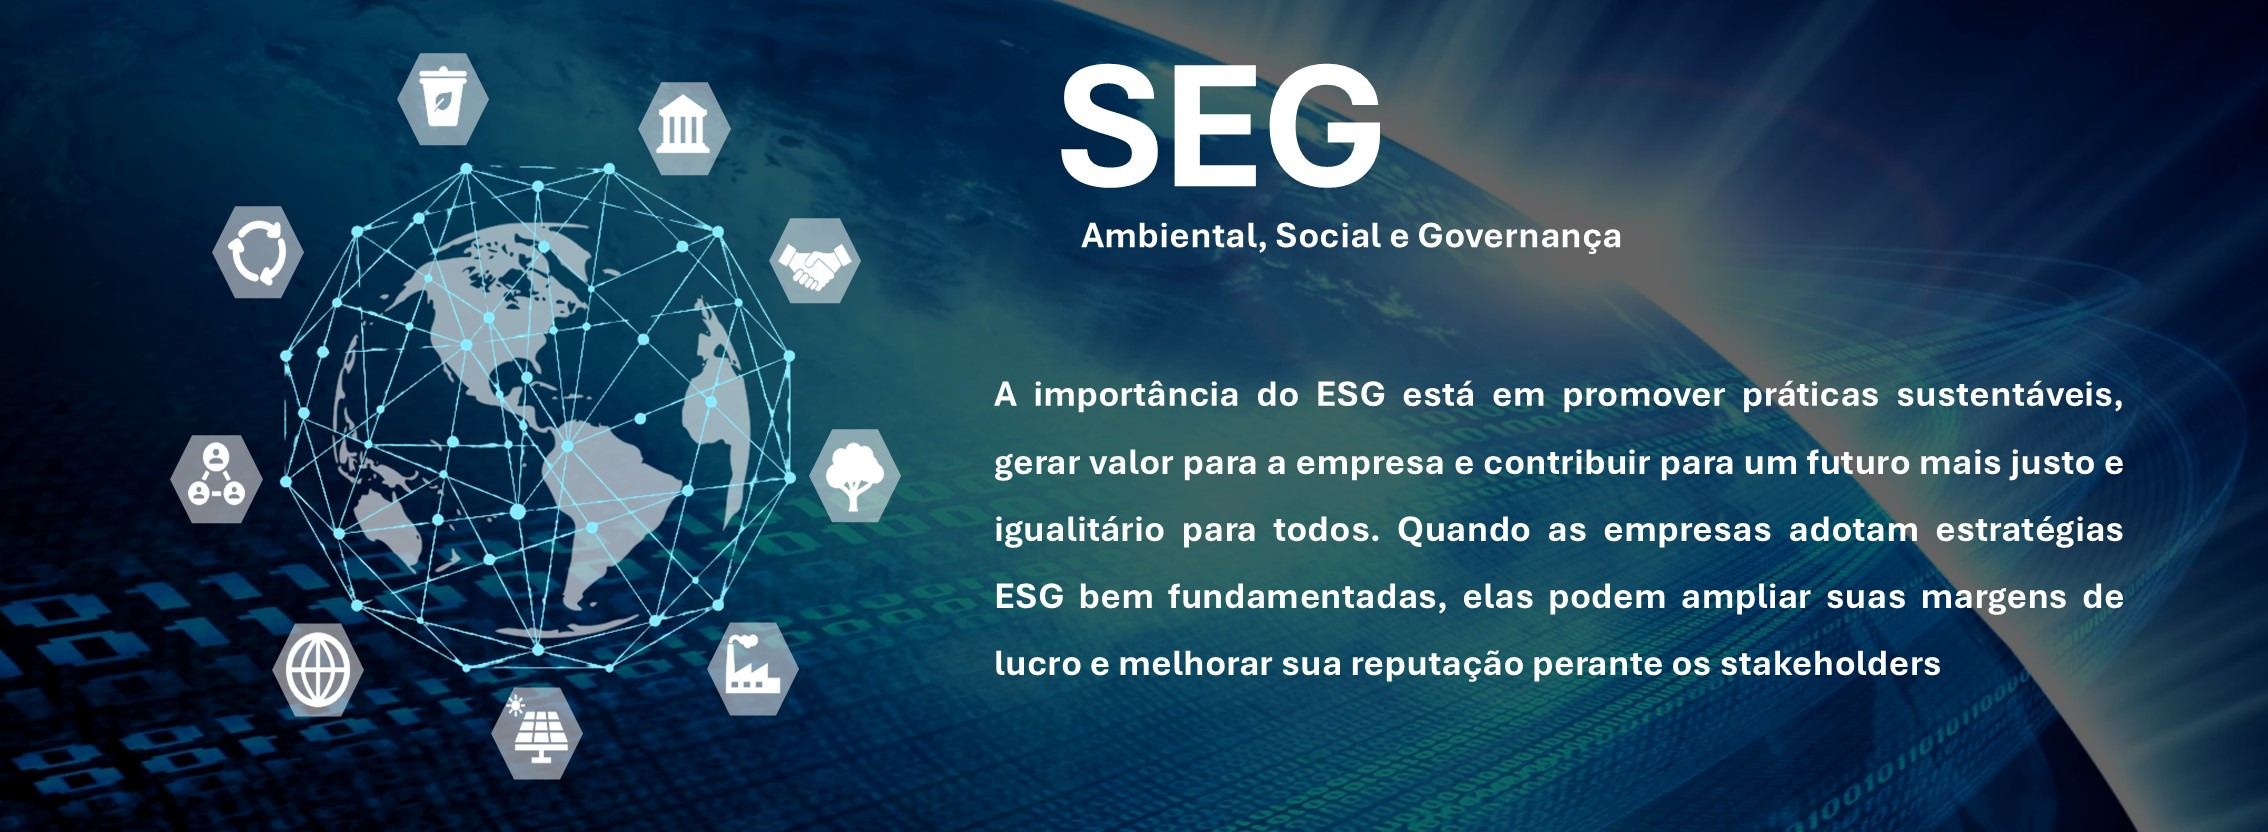 SEG
Ambiental, Social e Governança
A importância do ESG está em promover práticas sustentáveis,
gerar valor para a empresa e contribuir para um futuro mais justo e
igualitário para todos. Quando as empresas adotam estratégias
ESG bem fundamentadas, elas podem ampliar suas margens de
lucro e melhorar sua reputação perante os stakeholders